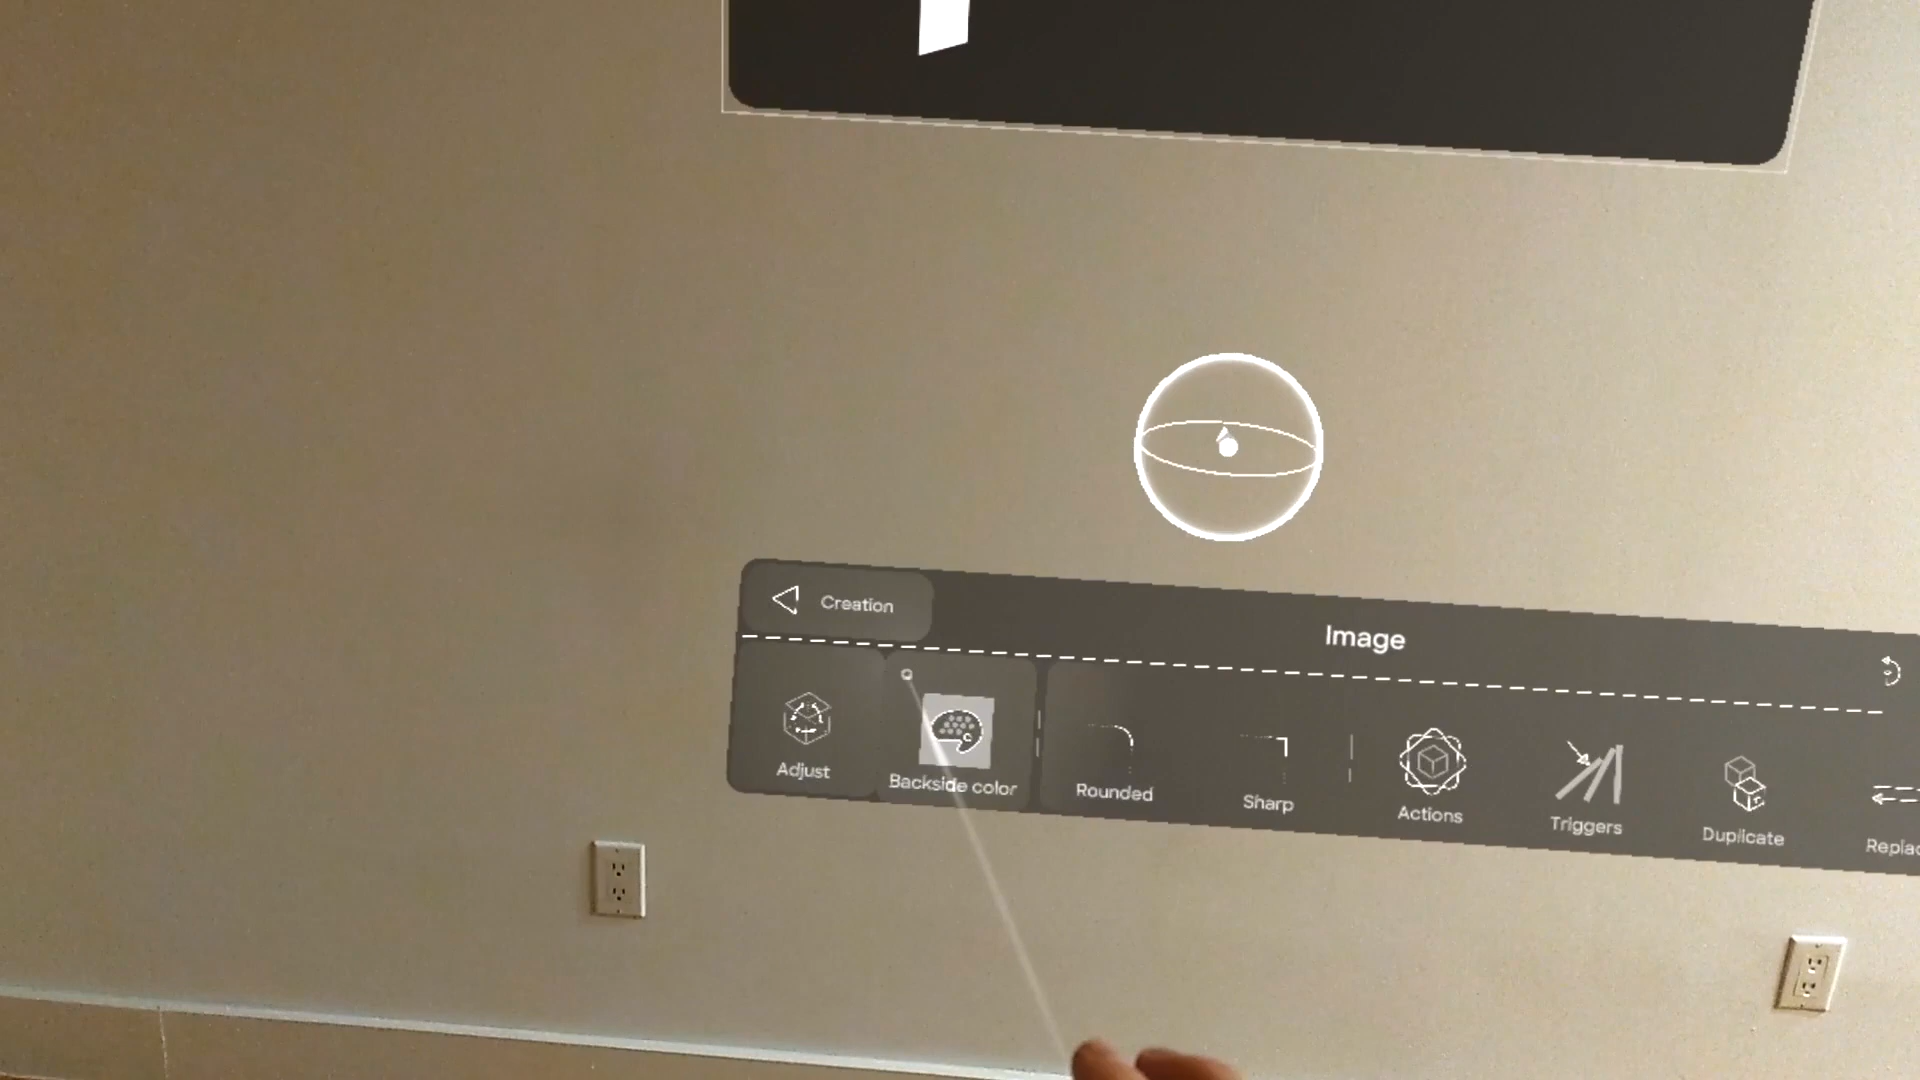 Creation
Image
Adjust
Backside color
Rounded
Sharp
Actions
Triggers
Duplicate